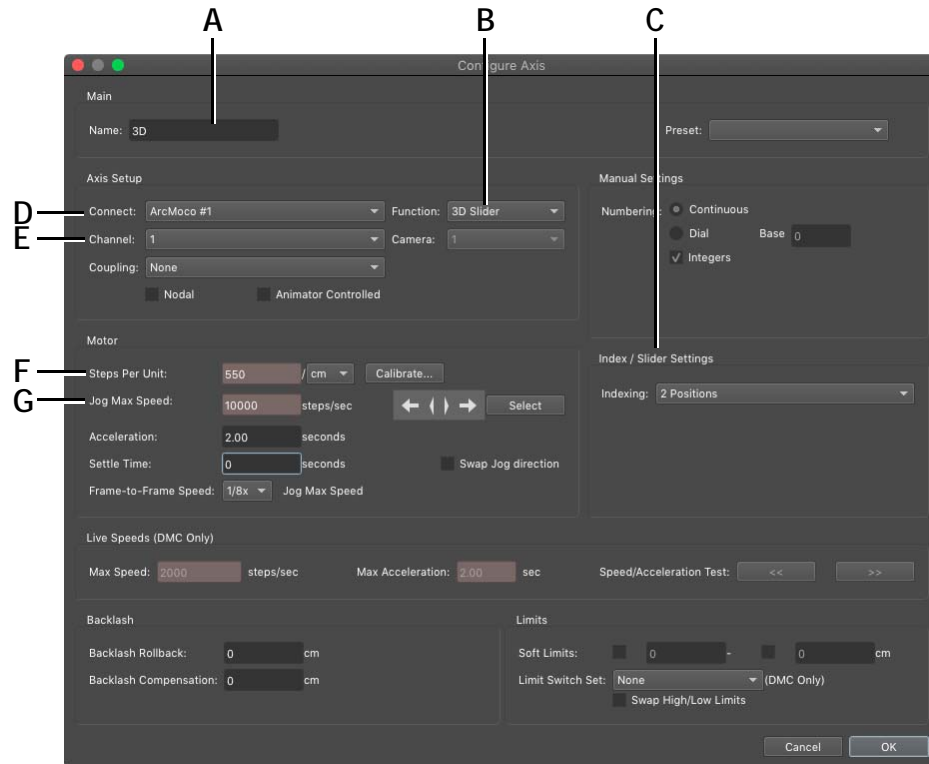 A B C
Configure Axis
Main
Name: 3D Preset:
Axis Setup Manual Settings
D Connect: ArcMoco #1 Function: 3D Slider Numbering: Continuous
E Channel: 1 Camera: 1 Dial Base 0
Coupling: None Integers
Nodal Animator Controlled
Motor
Index / Slider Settings
F Steps Per Unit: 550 / cm Calibrate...
Indexing: 2 Positions
G Jog Max Speed: 10000 steps/sec Select
Acceleration: 2.00 seconds
Settle Time: 0 seconds Swap Jog direction
Frame-to-Frame Speed: 1/8x Jog Max Speed
Live Speeds (DMC Only)
Max Speed: 2000 steps/sec Max Acceleration: 2.00 sec Speed/Acceleration Test: << >>
Backlash Limits
Backlash Rollback: 0 cm Soft Limits: 0 - 0 cm
Backlash Compensation: 0 cm Limit Switch Set: None (DMC Only)
Swap High/Low Limits
Cancel OK